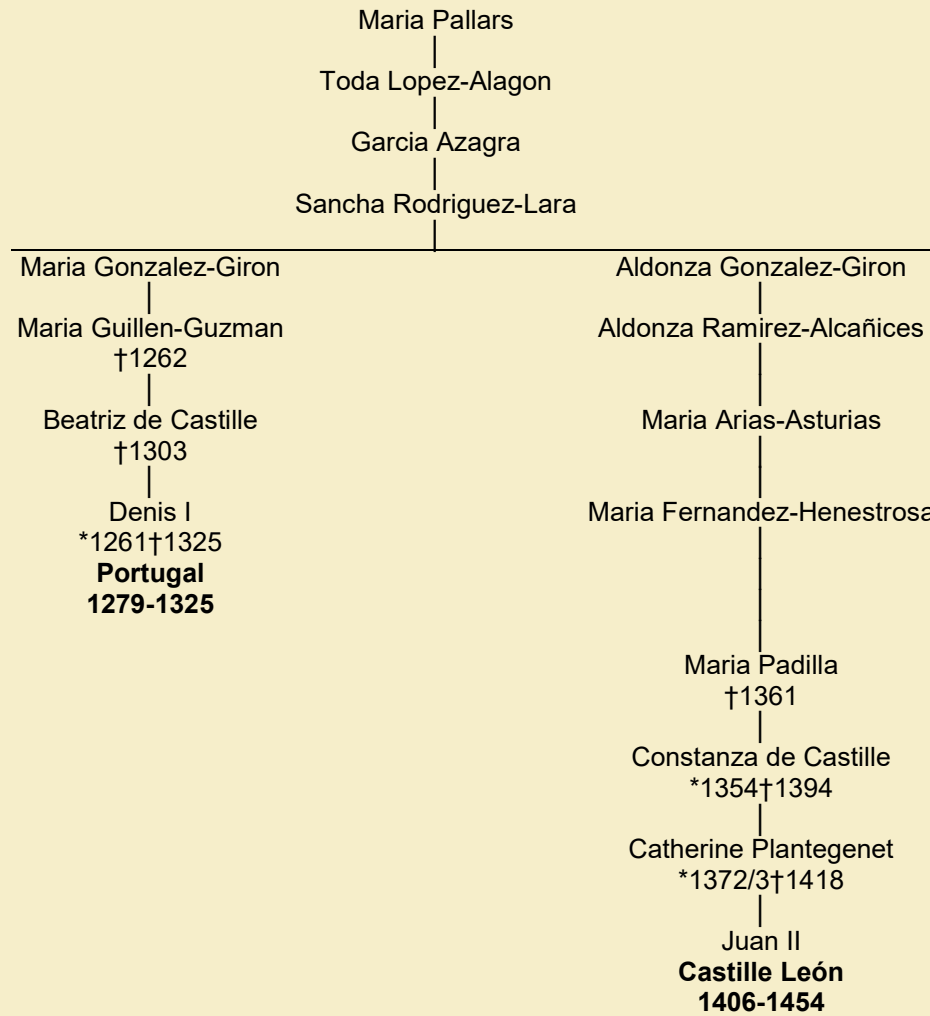 Maria Pallars
Toda Lopez-Alagon
Garcia Azagra
Sancha Rodriguez-Lara
Maria Gonzalez-Giron
Maria Guillen-Guzman
†1262
Beatriz de Castille
†1303
Denis I
*1261†1325
Portugal
1279-1325
Aldonza Gonzalez-Giron
Aldonza Ramirez-Alcañices
Maria Arias-Asturias
Maria Fernandez-Henestrosa
Maria Padilla
†1361
Constanza de Castille
*1354†1394
Catherine Plantegenet
*1372/3†1418
Juan II
Castille León
1406-1454